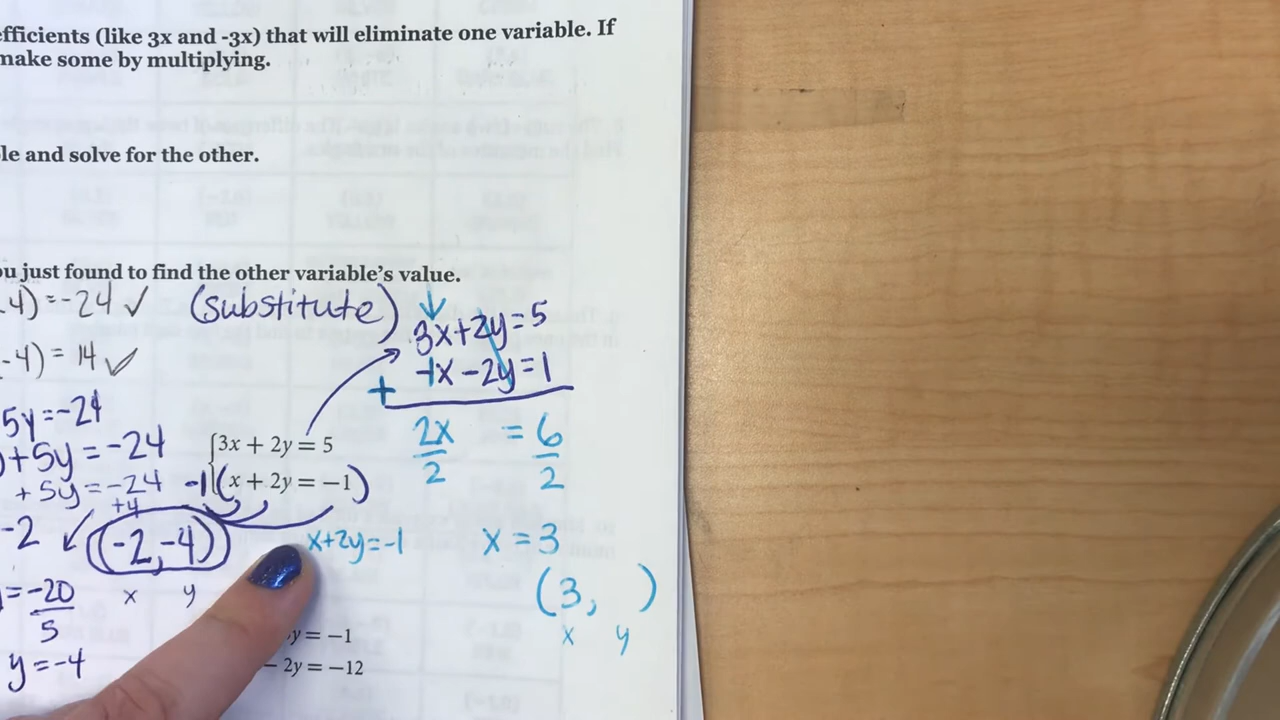 efficients (like 3x and -3x) that will eliminate one variable. If
make some by multiplying.
le and solve for the other.
u just found to find the other variable's value.
4) = -24 ✓
(substitute)
-4) = 14 ✓
3x+2y=5
+ -1x -2y=1
2x = 6
2 2
x = 3
(3, )
x y
5y=-24
+5y = -24
+ 5y = -24
+4
-2
(-2,-4)
x y
= -20
5
y = -4
3x + 2y = 5
-1(x + 2y = -1)
x+2y=-1
y = -1
- 2y = -12